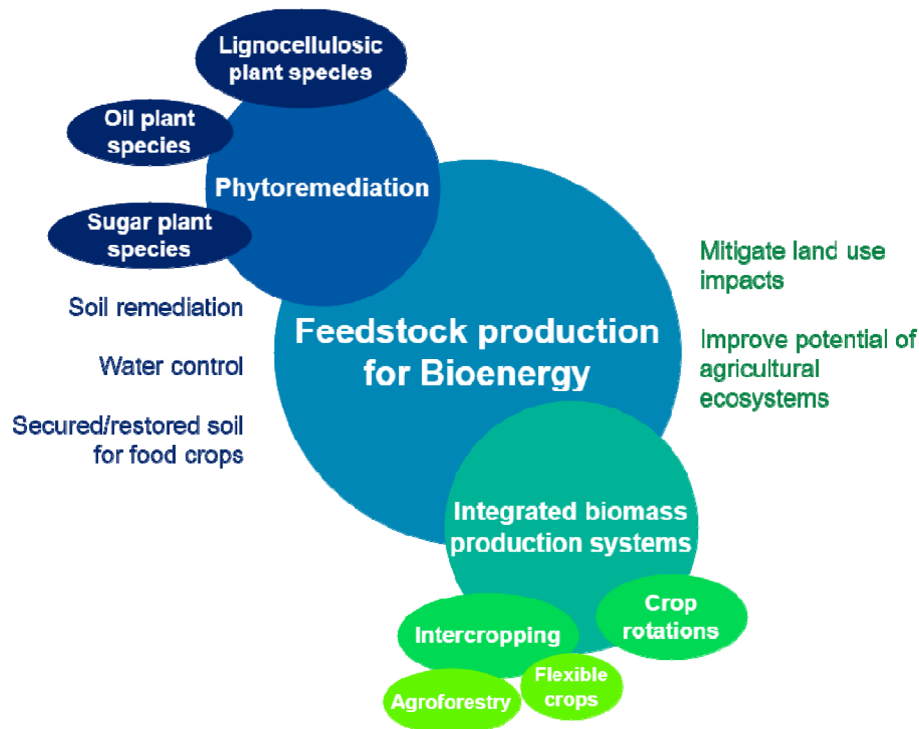 Lignocellulosic
plant species
Oil plant
species
Phytoremediation
Sugar plant
species
Soil remediation
Water control
Secured/restored soil
for food crops
Feedstock production
for Bioenergy
Mitigate land use
impacts
Improve potential of
agricultural
ecosystems
Integrated biomass
production systems
Intercropping
Crop
rotations
Agroforestry
Flexible
crops